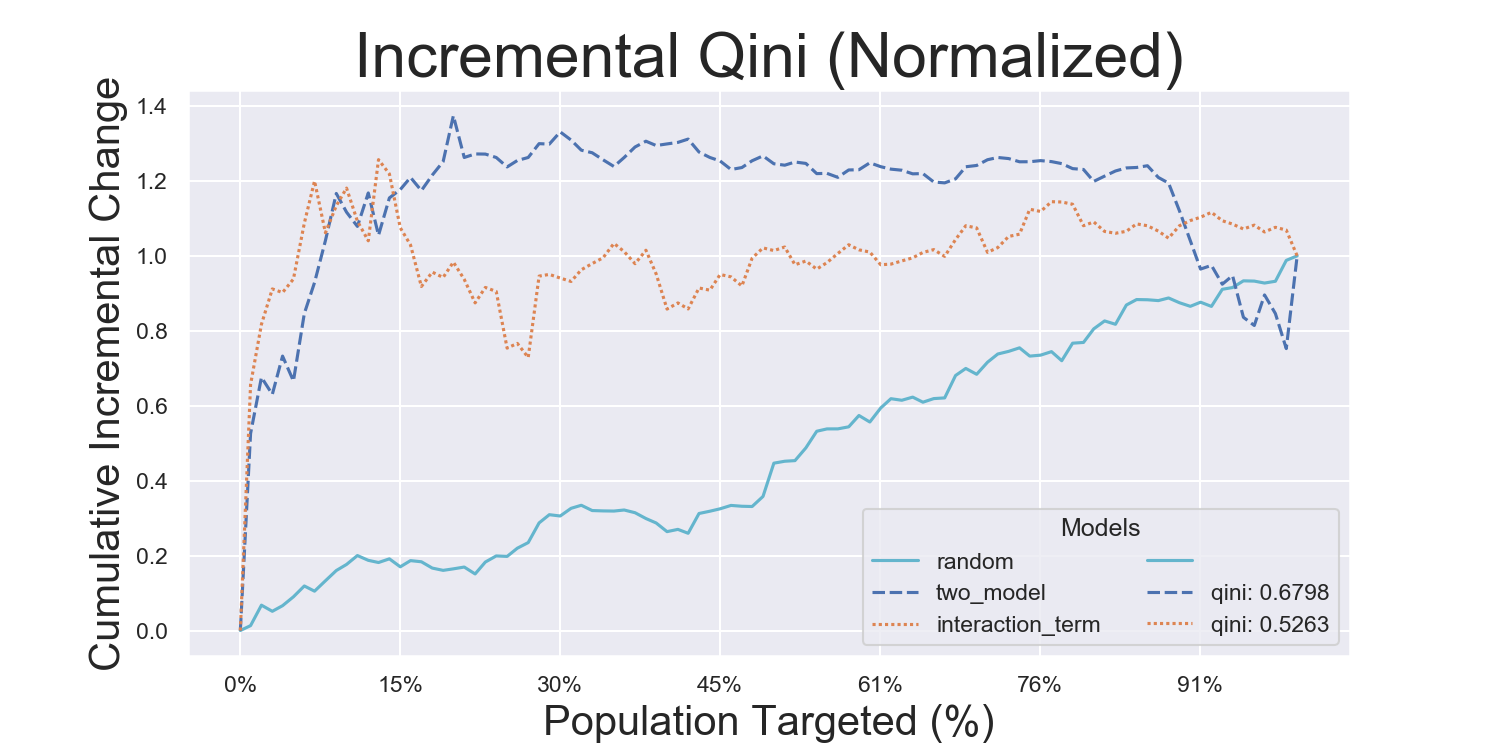 Incremental Qini (Normalized)
Cumulative Incremental Change
1.4
1.2
1.0
0.8
0.6
0.4
0.2
0.0
Models
random
two_model qini: 0.6798
interaction_term qini: 0.5263
0% 15% 30% 45% 61% 76% 91%
Population Targeted (%)